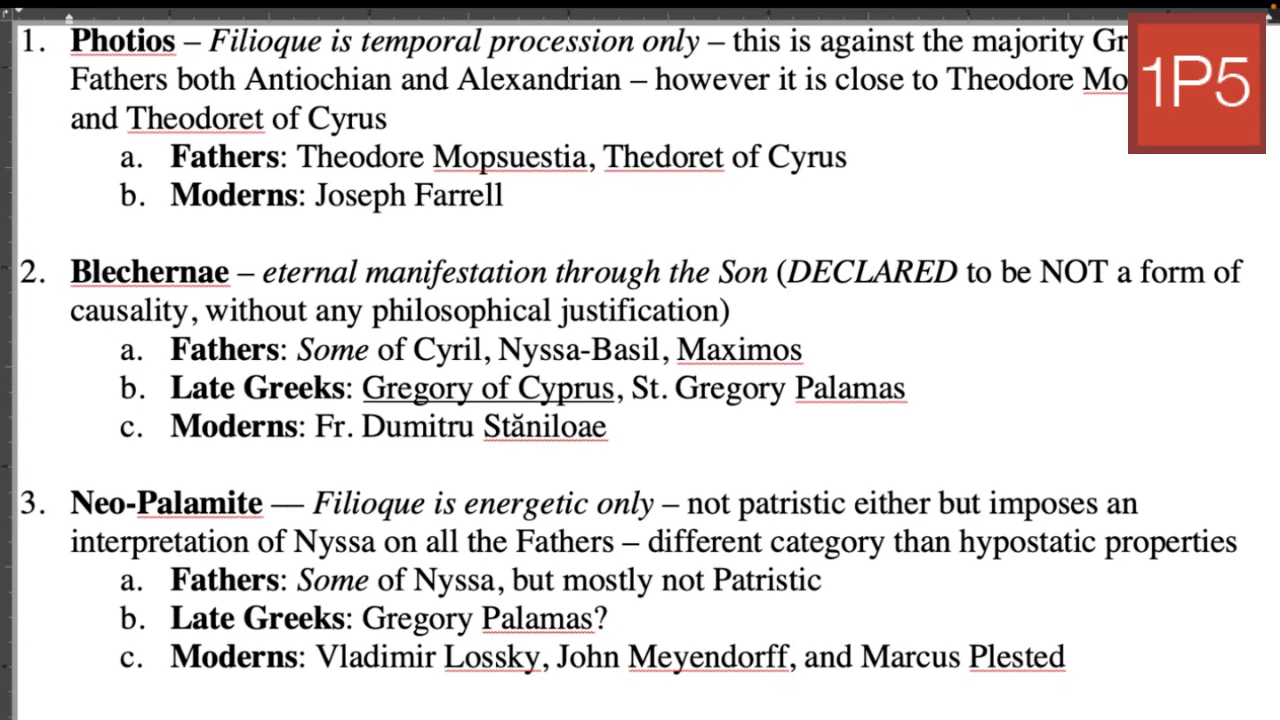 1. Photios – Filioque is temporal procession only – this is against the majority
1P5
Fathers both Antiochian and Alexandrian – however it is close to Theodore
and Theodoret of Cyrus
a. Fathers: Theodore Mopsuestia, Thedoret of Cyrus
b. Moderns: Joseph Farrell
2. Blechernae – eternal manifestation through the Son (DECLARED to be NOT a form of
causality, without any philosophical justification)
a. Fathers: Some of Cyril, Nyssa-Basil, Maximos
b. Late Greeks: Gregory of Cyprus, St. Gregory Palamas
c. Moderns: Fr. Dumitru Stăniloae
3. Neo-Palamite — Filioque is energetic only – not patristic either but imposes an
interpretation of Nyssa on all the Fathers – different category than hypostatic properties
a. Fathers: Some of Nyssa, but mostly not Patristic
b. Late Greeks: Gregory Palamas?
c. Moderns: Vladimir Lossky, John Meyendorff, and Marcus Plested